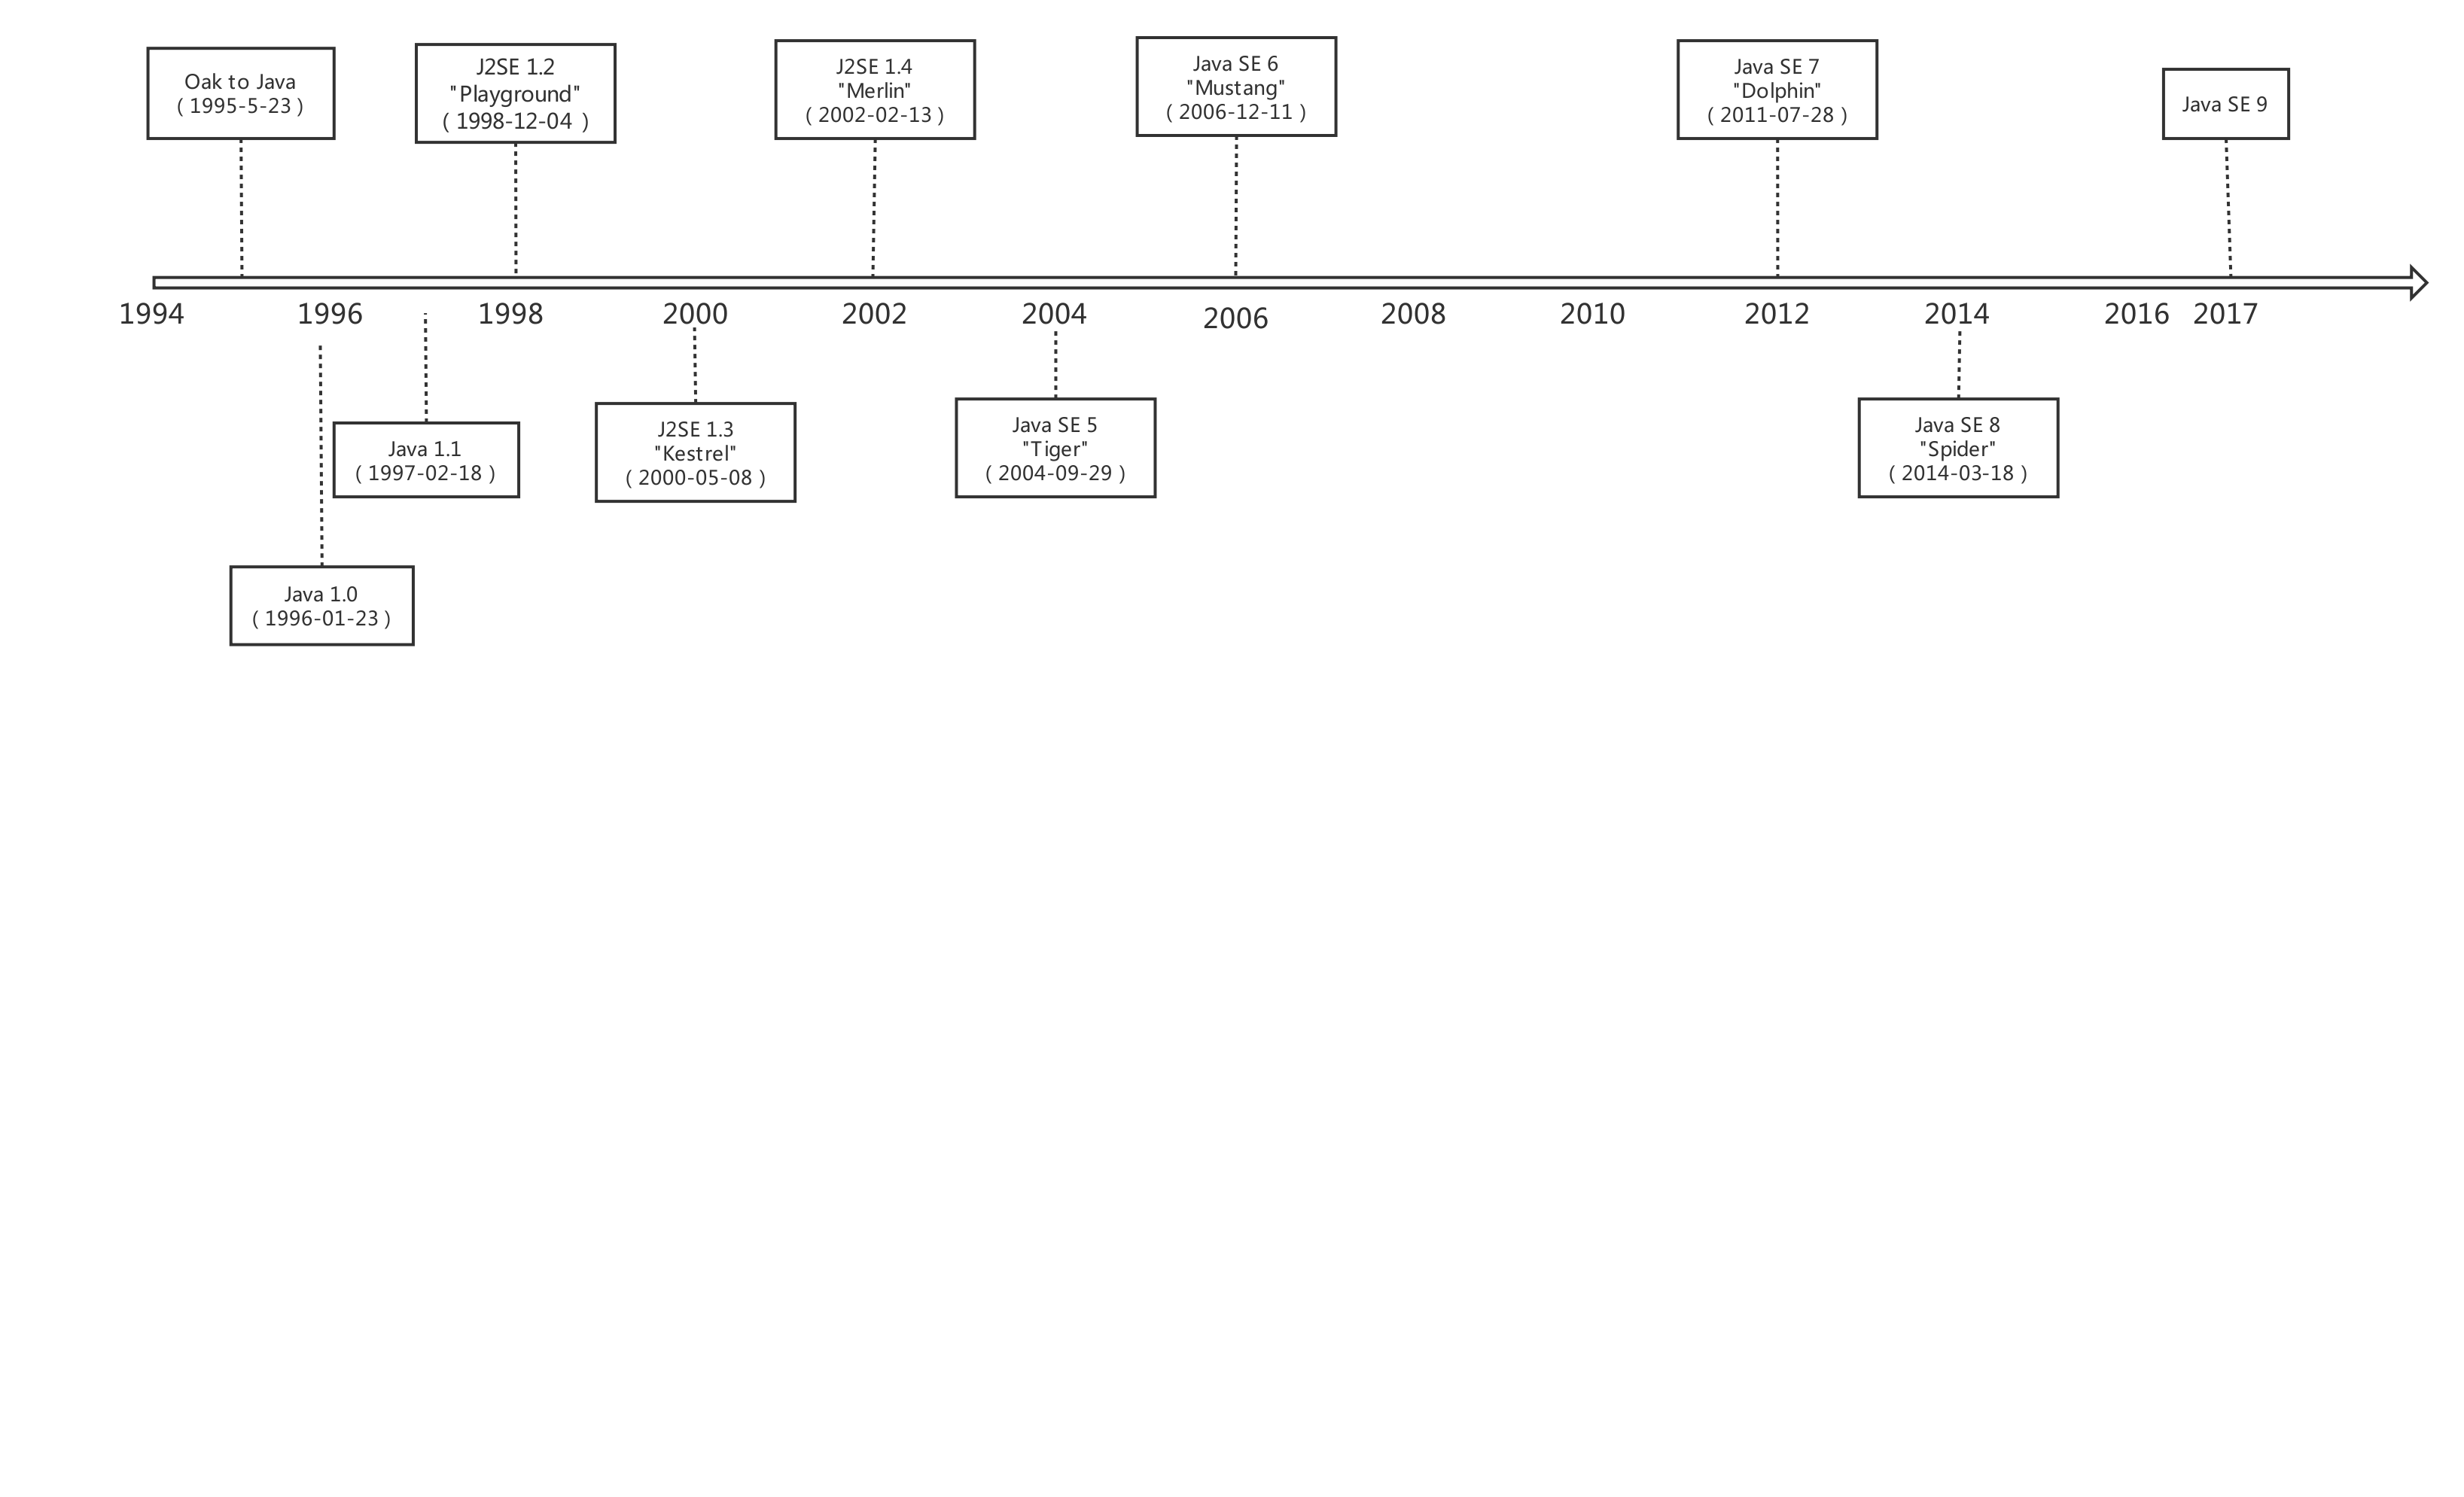 Oak to Java
( 1995-5-23 )
J2SE 1.2
"Playground"
( 1998-12-04 )
J2SE 1.4
"Merlin"
( 2002-02-13 )
Java SE 6
"Mustang"
( 2006-12-11 )
Java SE 7
"Dolphin"
( 2011-07-28 )
Java SE 9
1994 1996 1998 2000 2002 2004 2006 2008 2010 2012 2014 2016 2017
Java 1.1
( 1997-02-18 )
J2SE 1.3
"Kestrel"
( 2000-05-08 )
Java SE 5
"Tiger"
( 2004-09-29 )
Java SE 8
"Spider"
( 2014-03-18 )
Java 1.0
( 1996-01-23 )